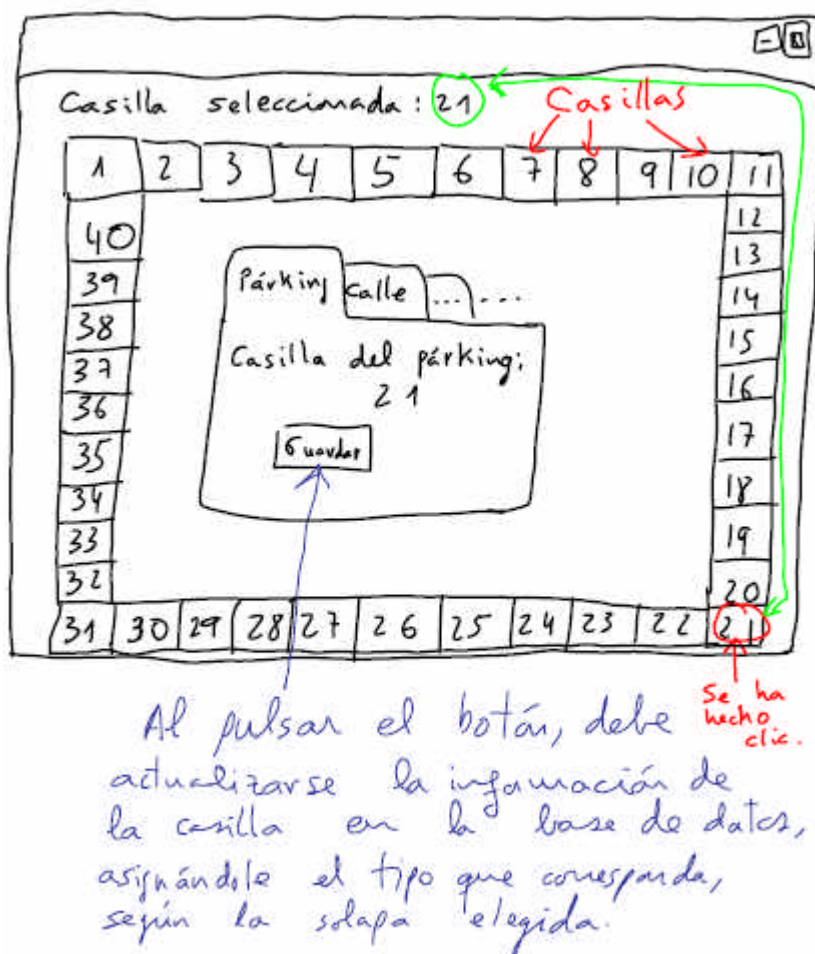 Casilla seleccionada: 21
Casillas
1 2 3 4 5 6 7 8 9 10 11
40 12
39 13
38 14
37 15
36 16
35 17
34 18
33 19
32 20
31 30 29 28 27 26 25 24 23 22 21
Párking Calle ... ...
Casilla del párking:
21
Guardar
Se ha
hecho
clic.
Al pulsar el botón, debe
actualizarse la información de
la casilla en la base de datos,
asignándole el tipo que corresponda,
según la solapa elegida.